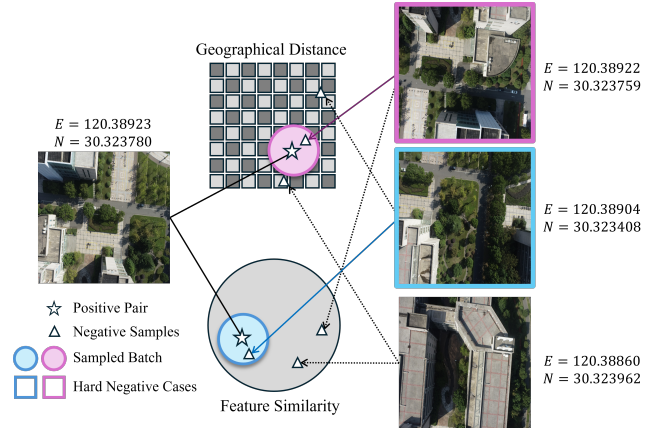 Geographical Distance
E = 120.38923
N = 30.323780
E = 120.38922
N = 30.323759
E = 120.38904
N = 30.323408
E = 120.38860
N = 30.323962
Positive Pair
Negative Samples
Sampled Batch
Hard Negative Cases
Feature Similarity